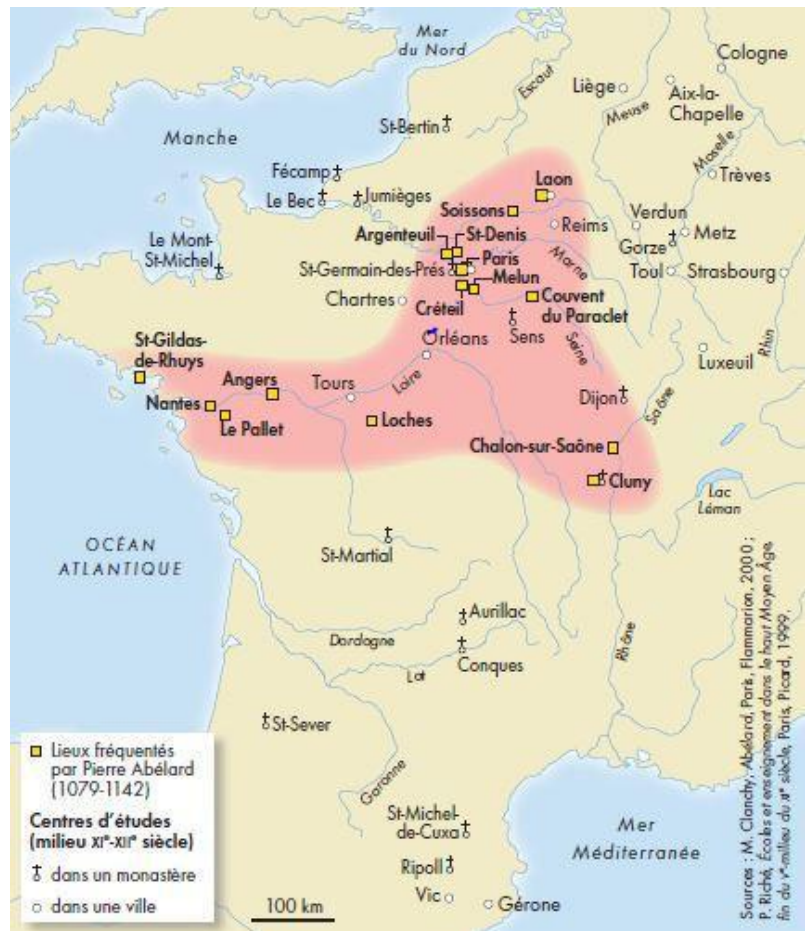 Mer
du Nord
Cologne
Liège
Aix-la-
Chapelle
Escaut
Meuse
Moselle
Manche
St-Bertin
Trèves
Fécamp
Le Bec
Jumièges
Laon
Soissons
Reims
Verdun
Metz
Gorze
Argenteuil
St-Denis
Le Mont-
St-Michel
Paris
Marne
Toul
Strasbourg
St-Germain-des-Prés
Melun
Chartres
Créteil
Couvent
du Paraclet
Sens
Seine
Orléans
Rhin
St-Gildas-
de-Rhuys
Luxeuil
Angers
Tours
Loire
Dijon
Saône
Nantes
Le Pallet
Loches
Chalon-sur-Saône
Cluny
Lac
Léman
OCÉAN
ATLANTIQUE
St-Martial
Aurillac
Dordogne
Conques
Lot
Rhône
St-Sever
Garonne
St-Michel-
de-Cuxa
Mer
Méditerranée
Ripoll
Vic
Gérone
Lieux fréquentés
par Pierre Abélard
(1079-1142)
Centres d'études
(milieu XIe-XIIe siècle)
dans un monastère
dans une ville
100 km
Sources : M. Clanchy, Abélard, Paris, Flammarion, 2000 ;
P. Riché, Écoles et enseignement dans le haut Moyen Âge,
fin du Ve-milieu du XIe siècle, Paris, Picard, 1999.